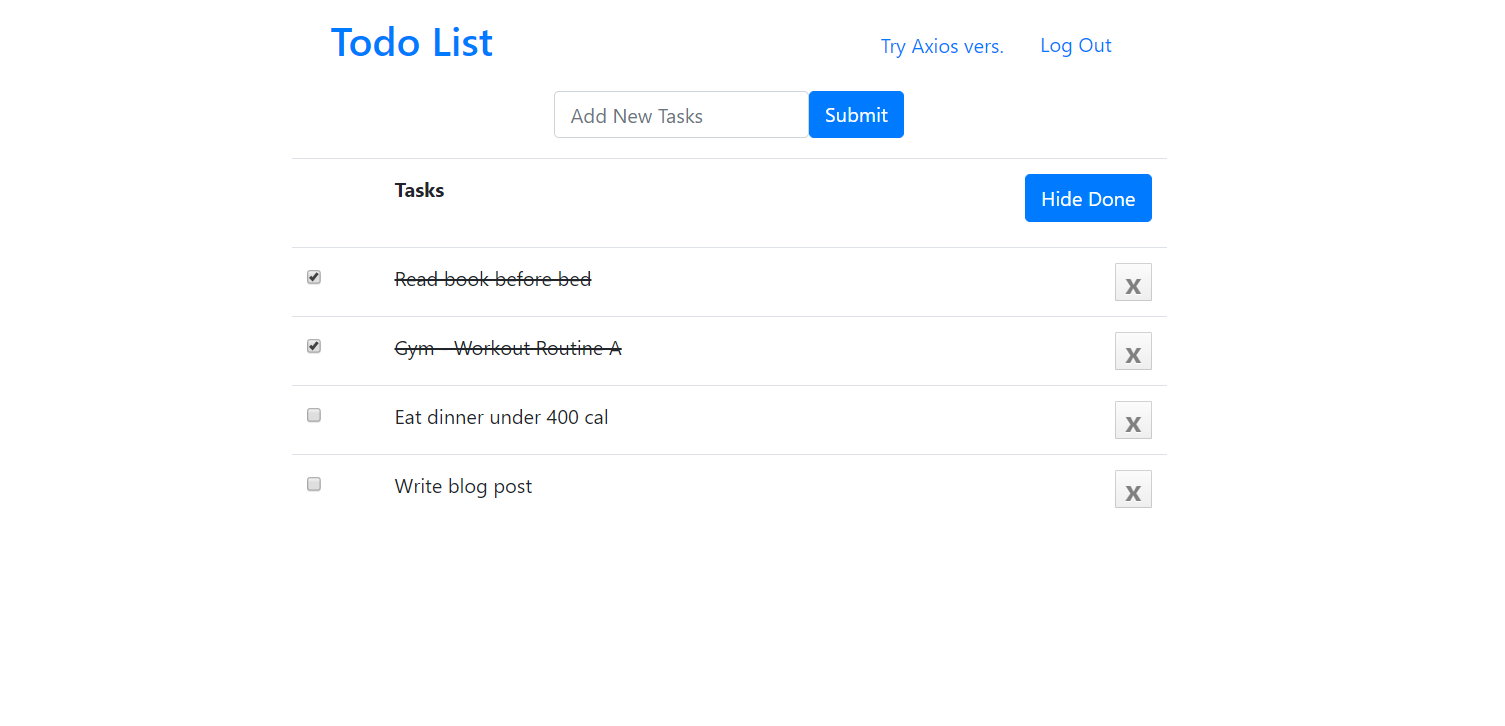 Todo List
Try Axios vers. Log Out
Add New Tasks Submit
Tasks Hide Done
Read book before bed x
Gym - Workout Routine A x
Eat dinner under 400 cal x
Write blog post x